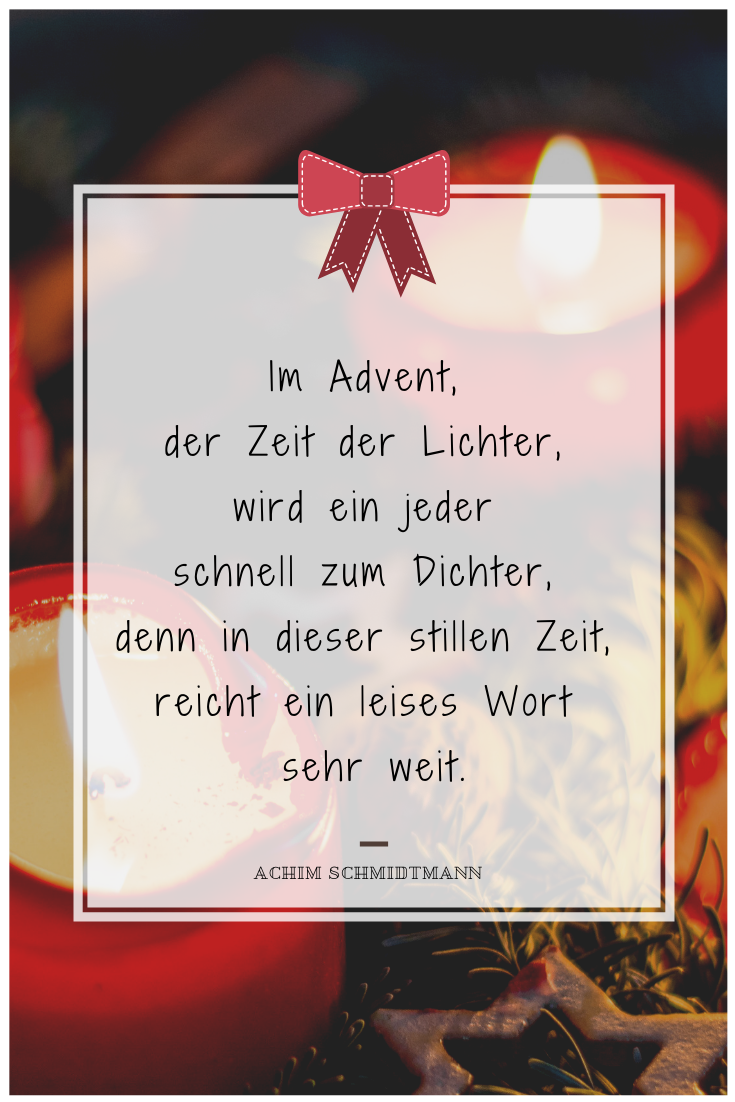 Im Advent,
der Zeit der Lichter,
wird ein jeder
schnell zum Dichter,
denn in dieser stillen Zeit,
reicht ein leises Wort
sehr weit.
ACHIM SCHMIDTMANN